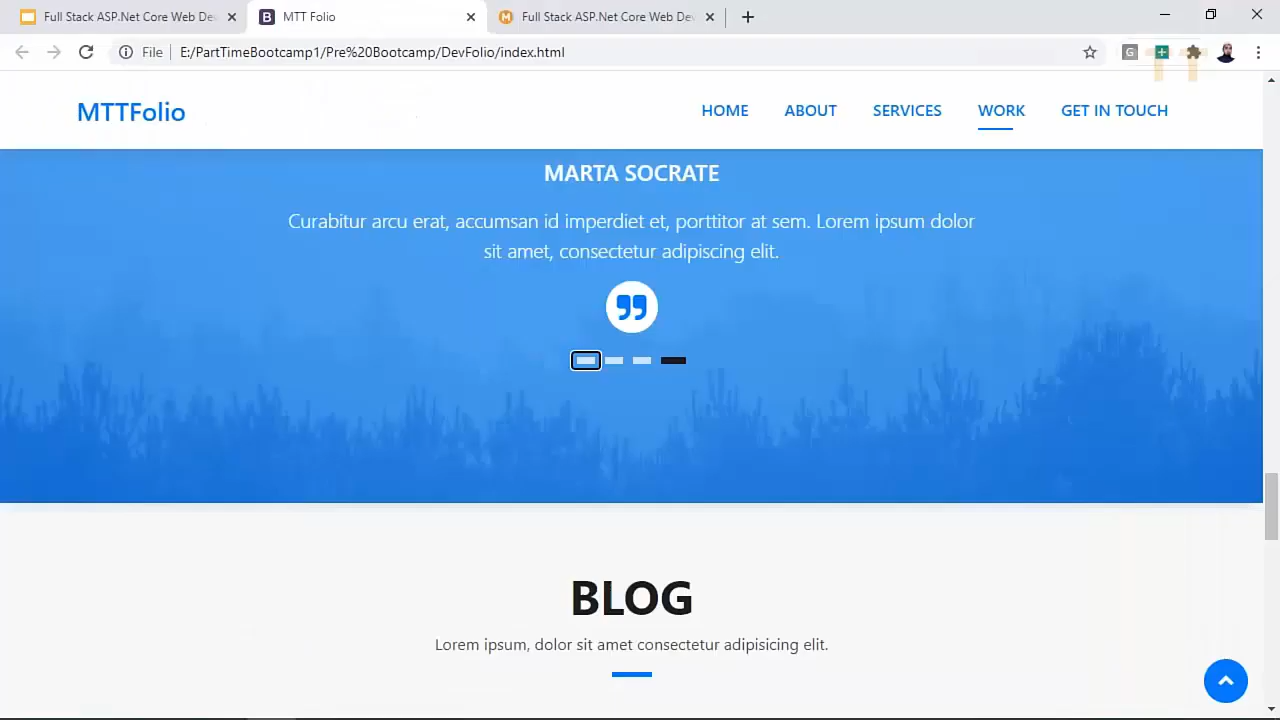 Full Stack ASP.Net Core Web De
MTT Folio
Full Stack ASP.Net Core Web De
File
E:/PartTimeBootcamp1/Pre%20Bootcamp/DevFolio/index.html
MTTFolio
HOME
ABOUT
SERVICES
WORK
GET IN TOUCH
MARTA SOCRATE
Curabitur arcu erat, accumsan id imperdiet et, porttitor at sem. Lorem ipsum dolor
sit amet, consectetur adipiscing elit.
BLOG
Lorem ipsum, dolor sit amet consectetur adipisicing elit.